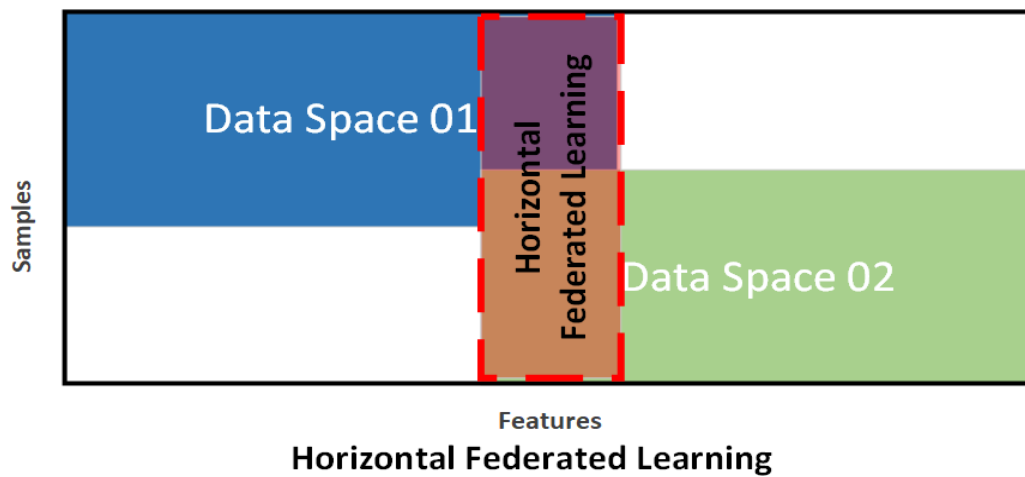 Data Space 01
Horizontal
Federated Learning
Data Space 02
Samples
Features
Horizontal Federated Learning